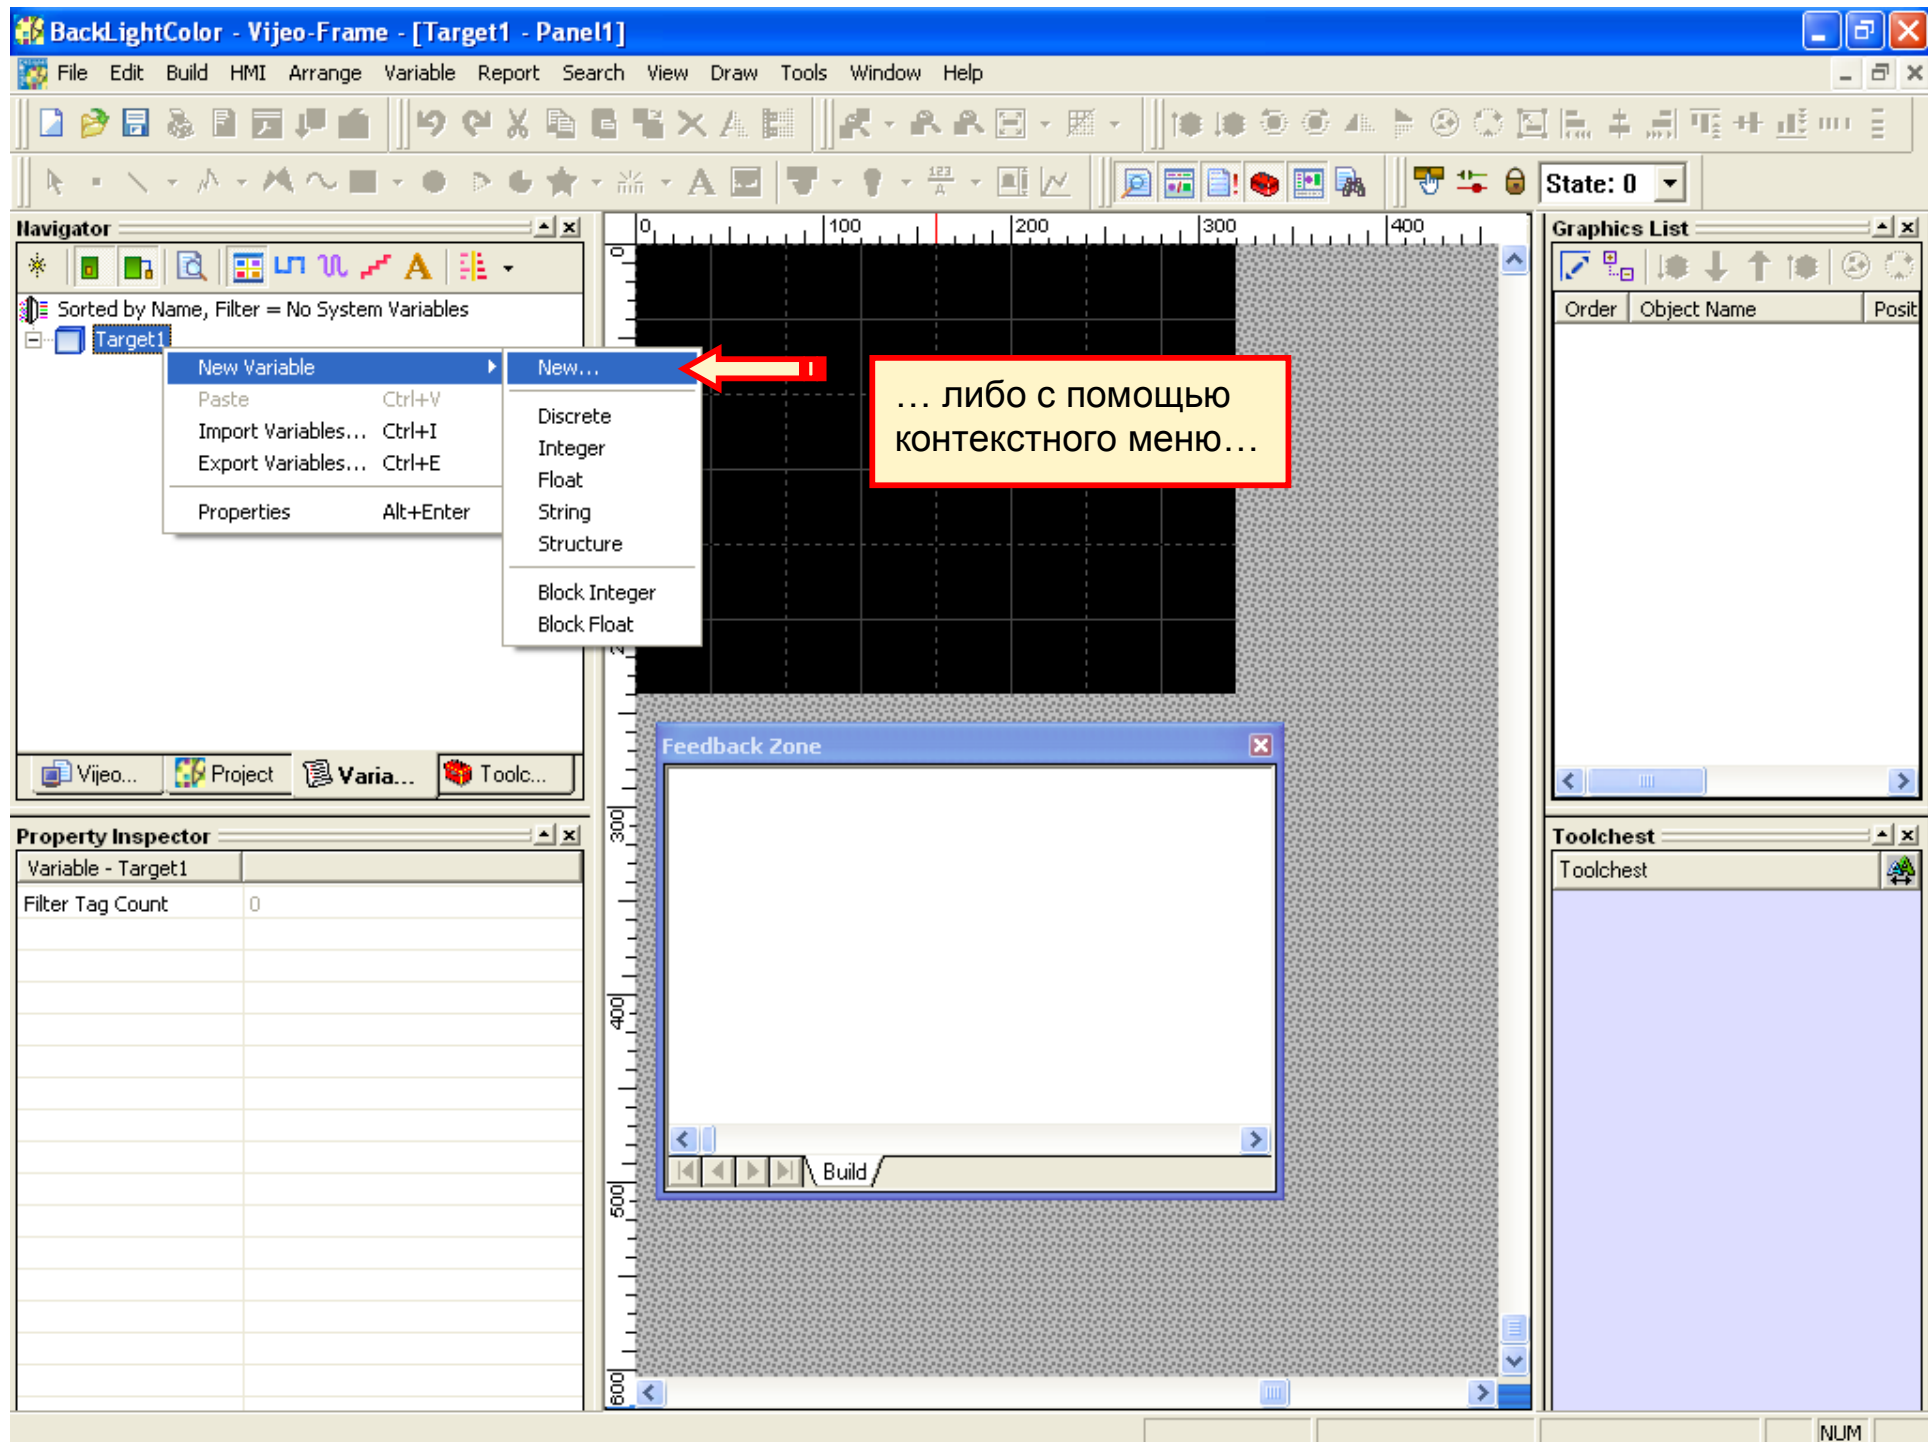 BackLightColor - Vijeo-Frame - [Target1 - Panel1]
File Edit Build HMI Arrange Variable Report Search View Draw Tools Window Help
State: 0
Navigator
Sorted by Name, Filter = No System Variables
Target1
New Variable
Paste Ctrl+V
Import Variables... Ctrl+I
Export Variables... Ctrl+E
Properties Alt+Enter
New...
Discrete
Integer
Float
String
Structure
Block Integer
Block Float
0 100 200 300 400
… либо с помощью
контекстного меню…
Graphics List
Order Object Name Posit
Vijeo... Project Varia... Toolc...
Feedback Zone
Build
0
300
400
500
600
Property Inspector
Variable - Target1
Filter Tag Count 0
Toolchest
Toolchest
NUM